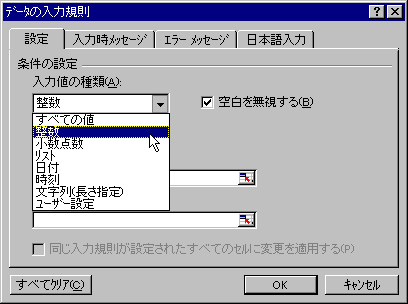 データの入力規則
設定 入力時メッセージ エラー メッセージ 日本語入力
条件の設定
入力値の種類(A):
整数 空白を無視する(B)
すべての値
整数
小数点数
リスト
日付
時刻
文字列(長さ指定)
ユーザー設定
同じ入力規則が設定されたすべてのセルに変更を適用する(P)
すべてクリア(C) OK キャンセル